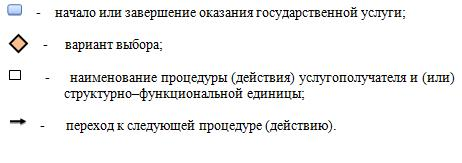 - начало или завершение оказания государственной услуги;
- вариант выбора;
- наименование процедуры (действия) услугополучателя и (или)
структурно–функциональной единицы;
- переход к следующей процедуре (действию).